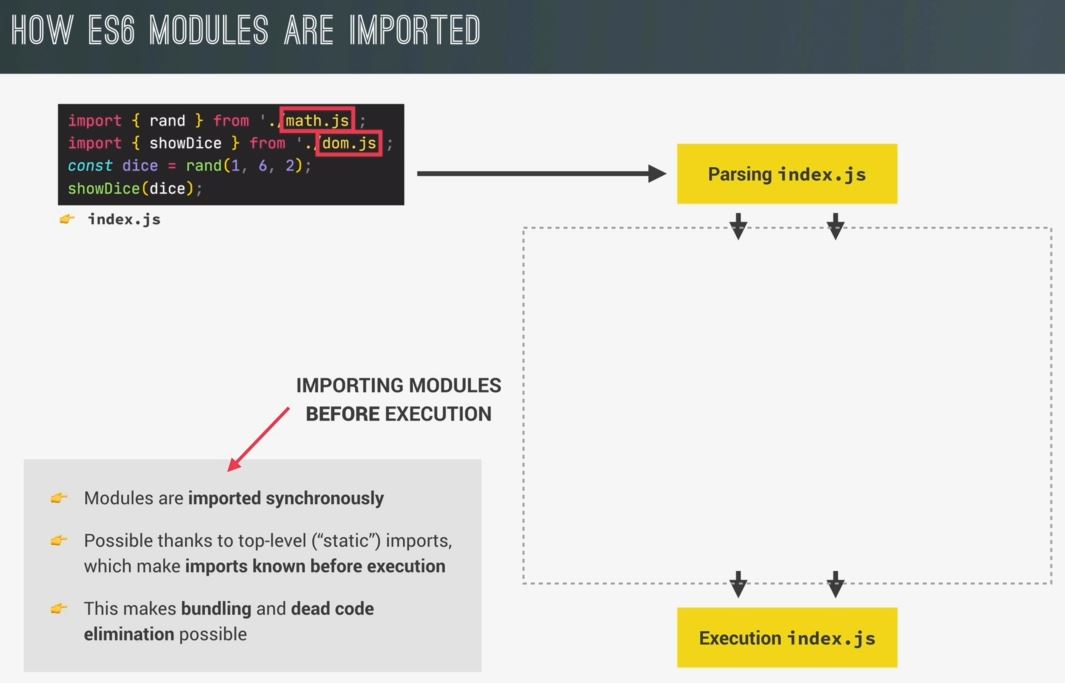 HOW ES6 MODULES ARE IMPORTED
import { rand } from './math.js ;
import { showDice } from './dom.js ;
const dice = rand(1, 6, 2);
showDice(dice);
index.js
Parsing index.js
IMPORTING MODULES
BEFORE EXECUTION
Modules are imported synchronously
Possible thanks to top-level (“static”) imports,
which make imports known before execution
This makes bundling and dead code
elimination possible
Execution index.js